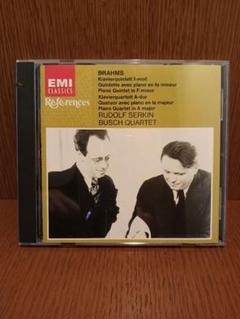 EMI
CLASSICS
Références
BRAHMS
Klavierquintett f-moll
Quintette avec piano en fa mineur
Piano Quintet in F minor
Klavierquartett A-dur
Quatuor avec piano en la majeur
Piano Quartet in A major
RUDOLF SERKIN
BUSCH QUARTET